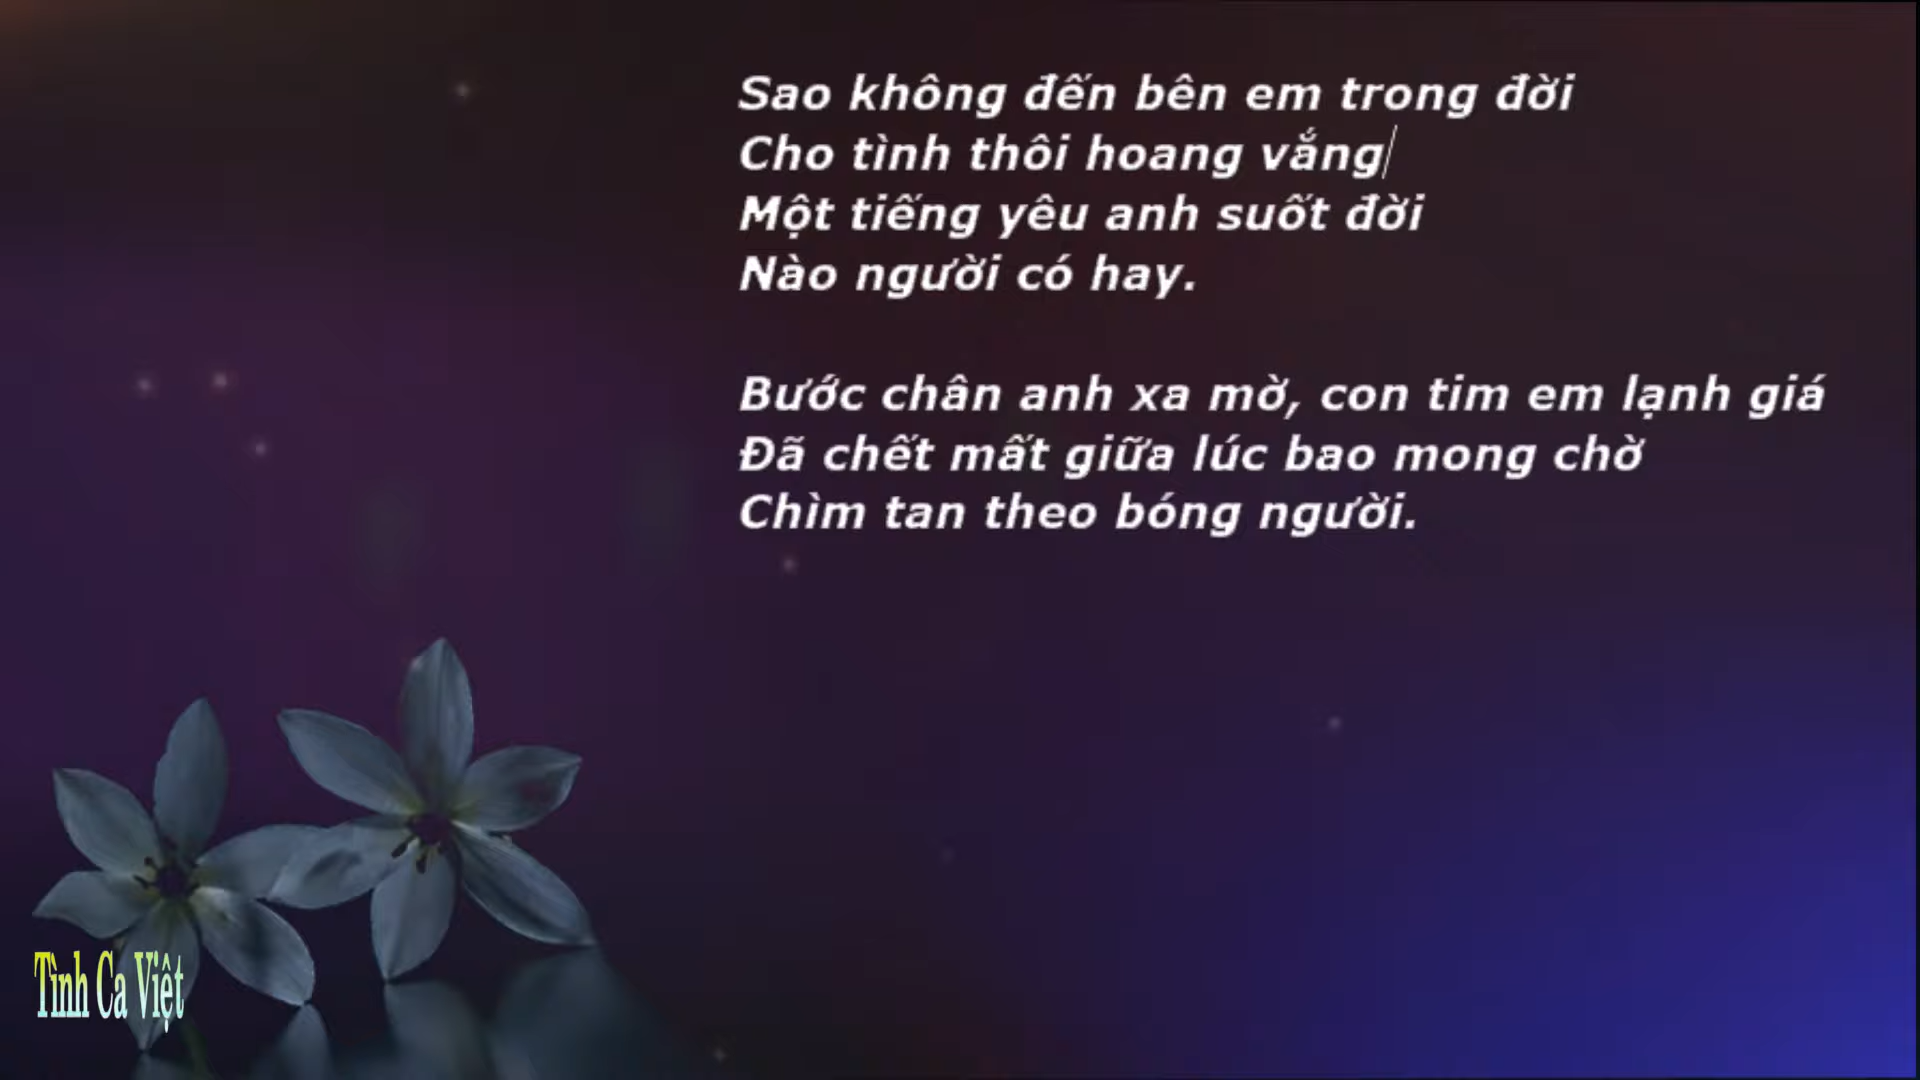 Sao không đến bên em trong đời
Cho tình thôi hoang vắng
Một tiếng yêu anh suốt đời
Nào người có hay.
Bước chân anh xa mờ, con tim em lạnh giá
Đã chết mất giữa lúc bao mong chờ
Chìm tan theo bóng người.
Tình Ca Việt